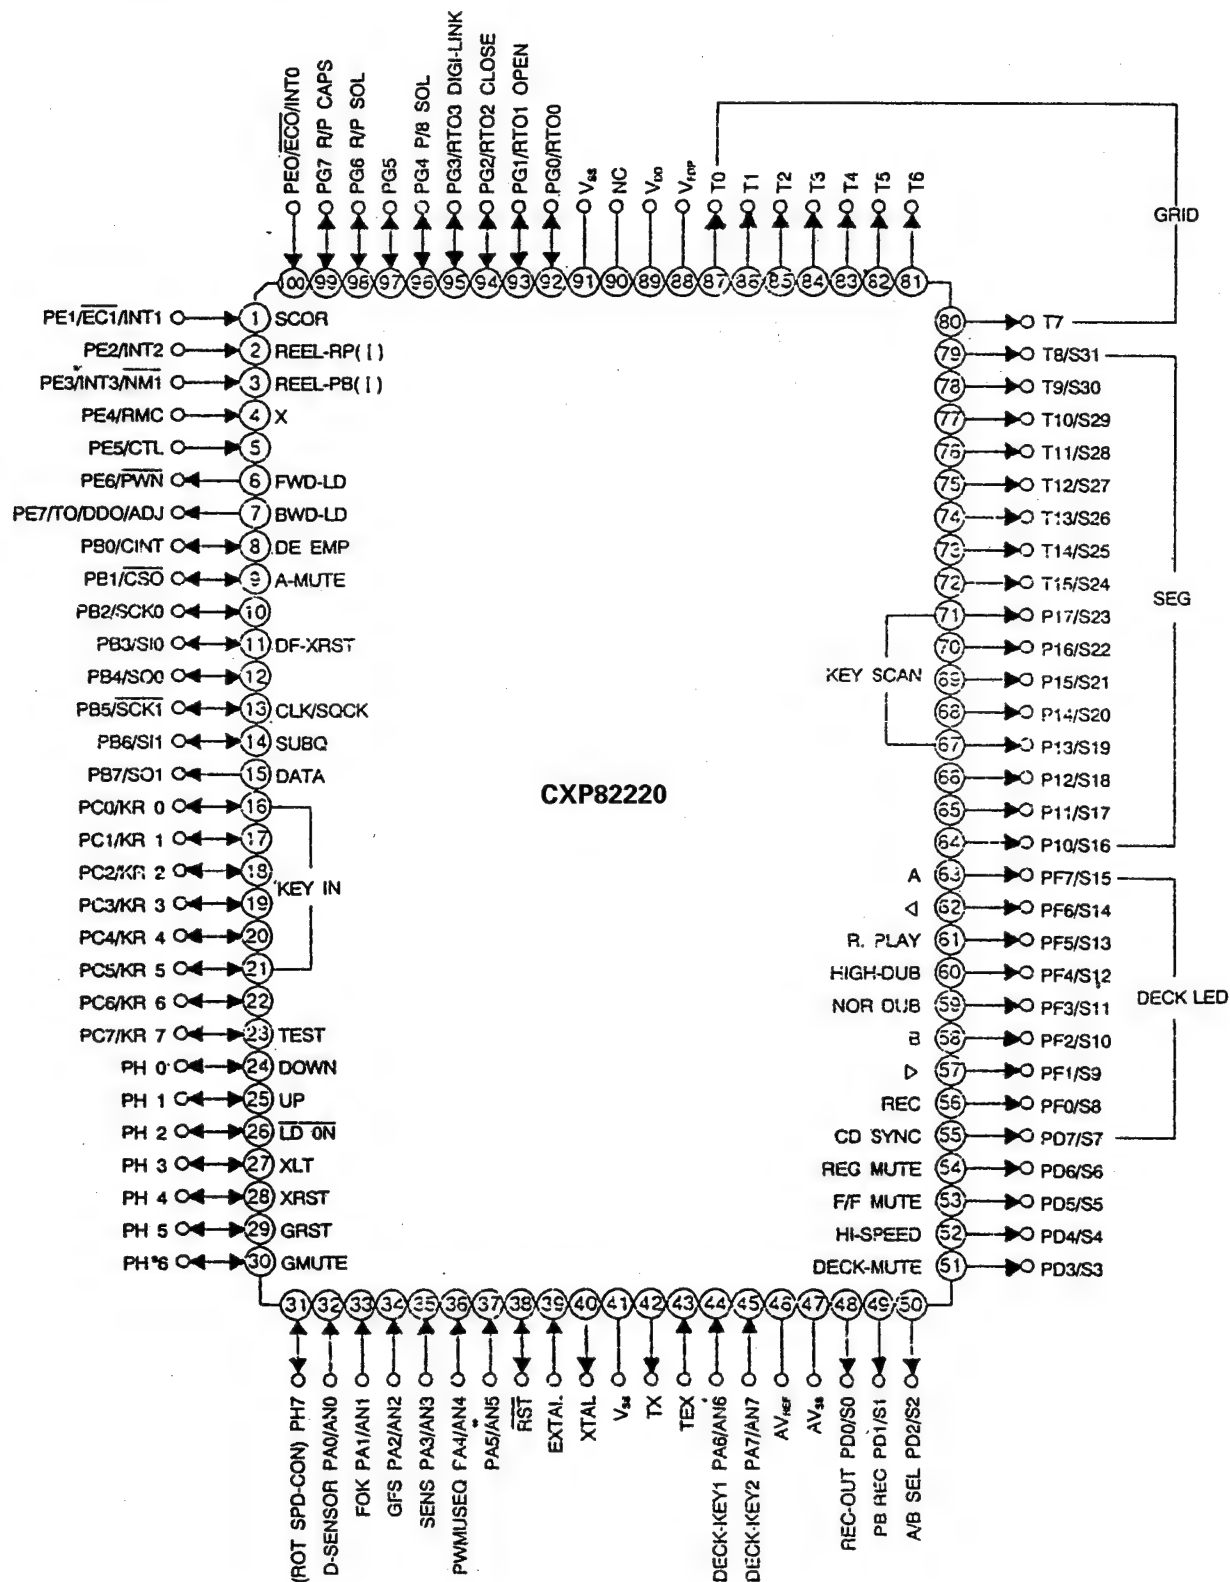 PEO/ECO/INT0
PG7 R/P CAPS
PG6 R/P SOL
PG5
PG4 P/B SOL
PG3/RTO3 DIGI-LINK
PG2/RTO2 CLOSE
PG1/RTO1 OPEN
PG0/RTO0
VSS
NC
VDD
VFDP
T0
T1
T2
T3
T4
T5
T6
GRID
100 99 98 97 96 95 94 93 92 91 90 89 88 87 86 85 84 83 82 81
PE1/EC1/INT1 1 SCOR
PE2/INT2 2 REEL-RP( I )
PE3/INT3/NM1 3 REEL-PB( I )
PE4/RMC 4 X
PE5/CTL 5
PE6/PWN 6 FWD-LD
PE7/TO/DDO/ADJ 7 BWD-LD
PB0/CINT 8 DE EMP
PB1/CSO 9 A-MUTE
PB2/SCK0 10
PB3/SI0 11 DF-XRST
PB4/SO0 12
PB5/SCK1 13 CLK/SQCK
PB6/SI1 14 SUBQ
PB7/SO1 15 DATA
PC0/KR 0 16
PC1/KR 1 17
PC2/KR 2 18
KEY IN
PC3/KR 3 19
PC4/KR 4 20
PC5/KR 5 21
PC6/KR 6 22
PC7/KR 7 23 TEST
PH 0 24 DOWN
PH 1 25 UP
PH 2 26 LD ON
PH 3 27 XLT
PH 4 28 XRST
PH 5 29 GRST
PH 6 30 GMUTE
CXP82220
80 T7
79 T8/S31
78 T9/S30
77 T10/S29
76 T11/S28
75 T12/S27
74 T13/S26
73 T14/S25
72 T15/S24
SEG
71 P17/S23
70 P16/S22
KEY SCAN
69 P15/S21
68 P14/S20
67 P13/S19
66 P12/S18
65 P11/S17
64 P10/S16
A 63 PF7/S15
◁ 62 PF6/S14
R. PLAY 61 PF5/S13
HIGH-DUB 60 PF4/S12
DECK LED
NOR DUB 59 PF3/S11
B 58 PF2/S10
▷ 57 PF1/S9
REC 56 PF0/S8
CD SYNC 55 PD7/S7
REC MUTE 54 PD6/S6
F/F MUTE 53 PD5/S5
HI-SPEED 52 PD4/S4
DECK-MUTE 51 PD3/S3
31 32 33 34 35 36 37 38 39 40 41 42 43 44 45 46 47 48 49 50
(ROT SPD-CON) PH7
D-SENSOR PA0/AN0
FOK PA1/AN1
GFS PA2/AN2
SENS PA3/AN3
PWMUSEQ PA4/AN4
PA5/AN5
RST
EXTAL
XTAL
VSS
TX
TEX
DECK-KEY1 PA6/AN6
DECK-KEY2 PA7/AN7
AVREF
AVSS
REC-OUT PD0/S0
PB REC PD1/S1
A/B SEL PD2/S2